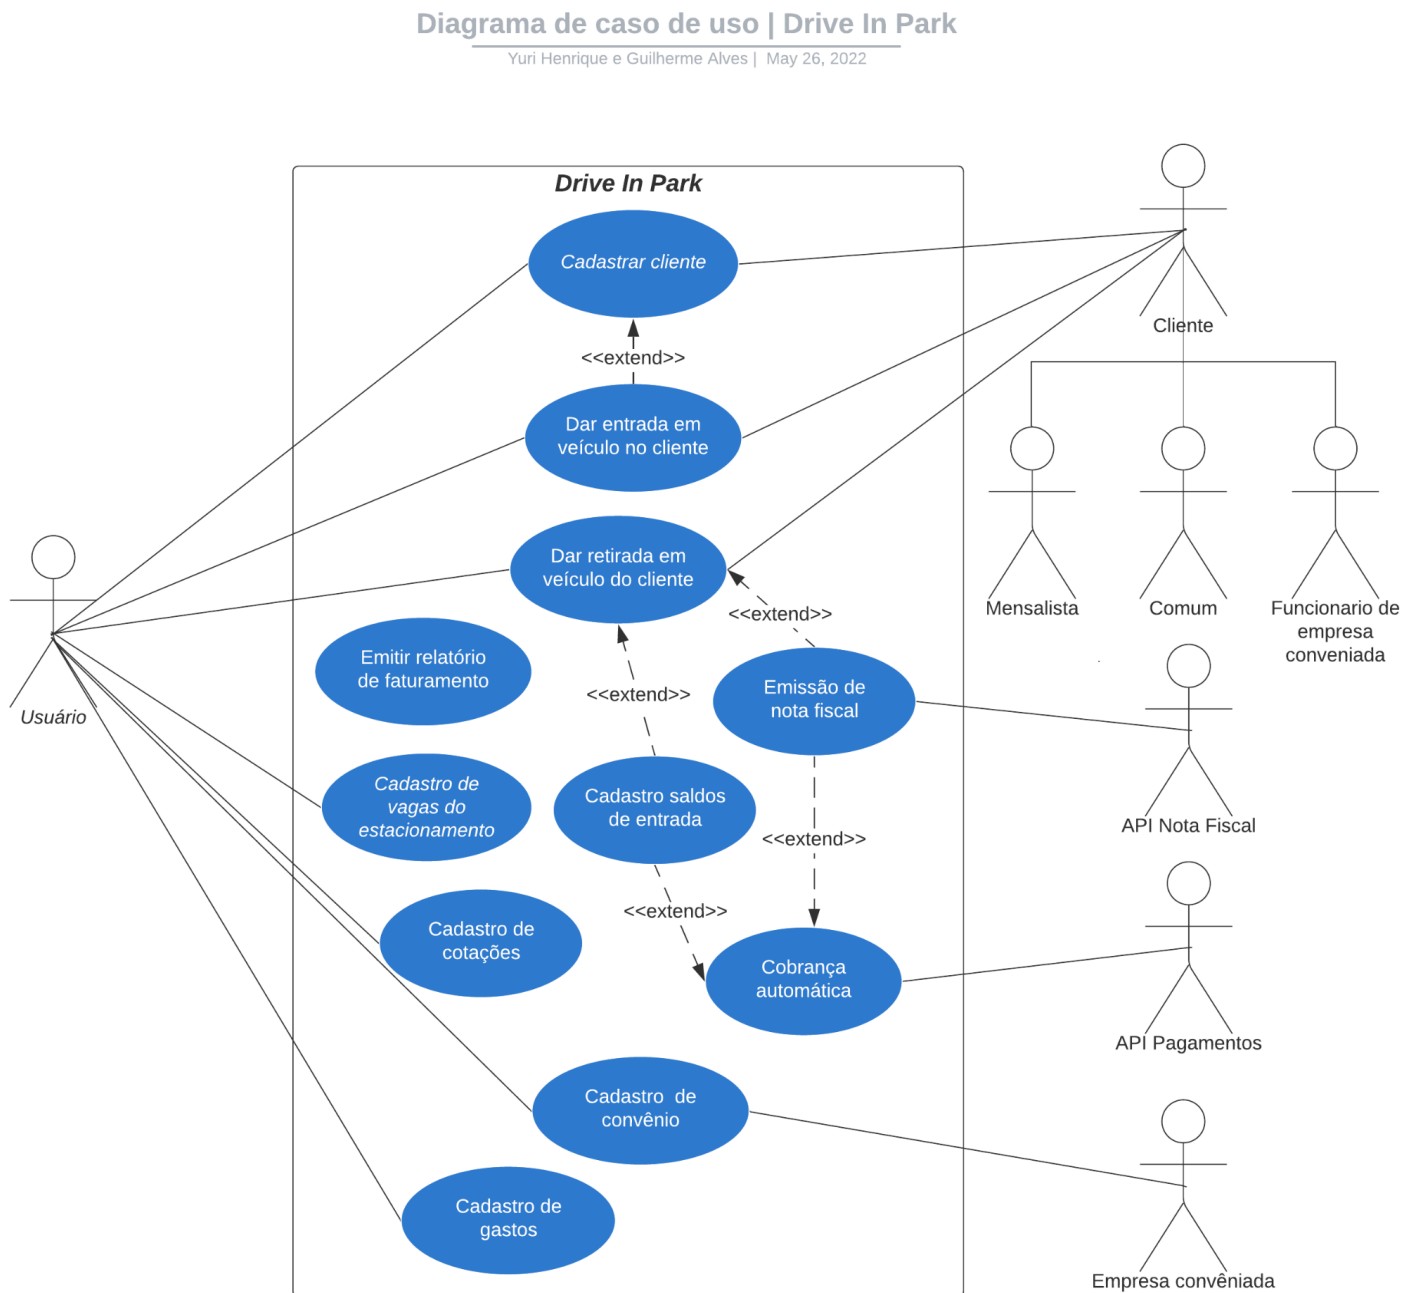 Diagrama de caso de uso | Drive In Park
Yuri Henrique e Guilherme Alves | May 26, 2022
Drive In Park
Cadastrar cliente
Cliente
<<extend>>
Dar entrada em
veículo no cliente
Dar retirada em
veículo do cliente
<<extend>>
Mensalista
Comum
Funcionario de
empresa
conveniada
Emitir relatório
de faturamento
Usuário
<<extend>>
Emissão de
nota fiscal
Cadastro de
vagas do
estacionamento
Cadastro saldos
de entrada
<<extend>>
API Nota Fiscal
<<extend>>
Cadastro de
cotações
Cobrança
automática
API Pagamentos
Cadastro  de
convênio
Cadastro de
gastos
Empresa convêniada